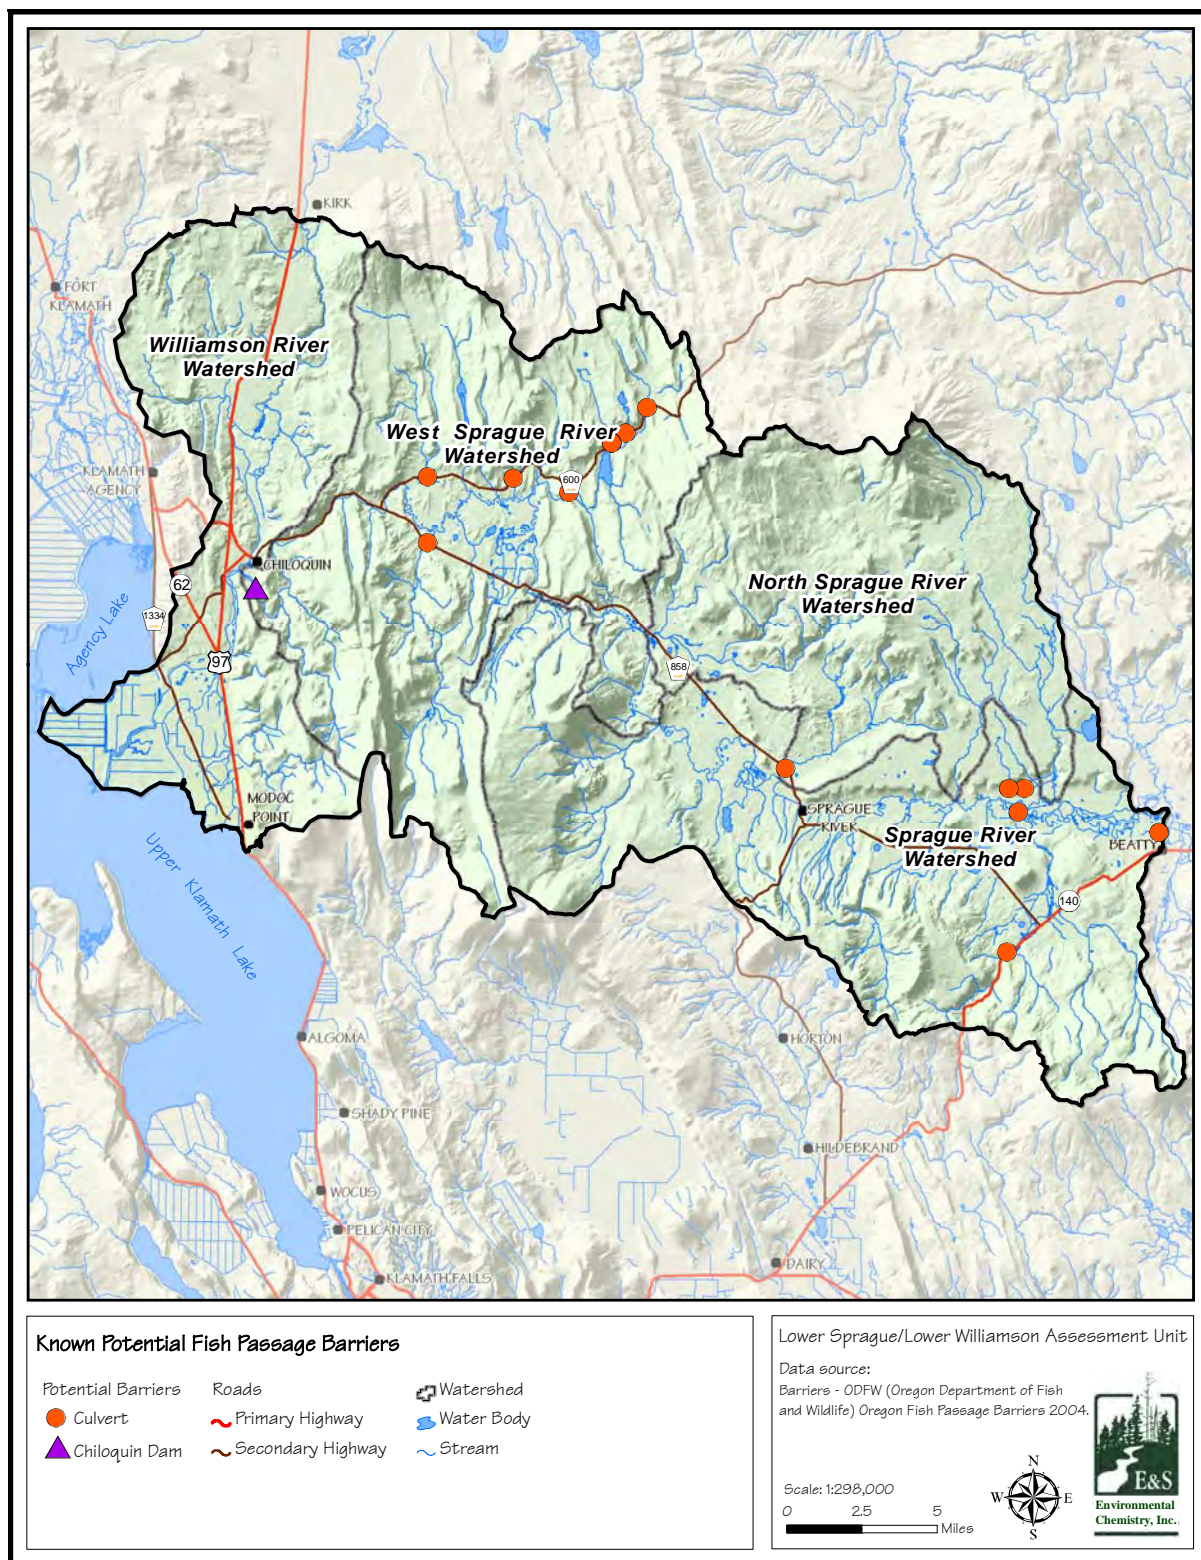 KIRK
FORT
KLAMATH
Williamson River
Watershed
West Sprague River
Watershed
KLAMATH
AGENCY
600
CHILOQUIN
North Sprague River
Watershed
62
1334
Agency Lake
97
858
MODOC
POINT
SPRAGUE
RIVER
Sprague River
Watershed
BEATTY
Upper Klamath Lake
140
ALGOMA
HORTON
SHADY PINE
HILDEBRAND
WOCUS
PELICAN CITY
DAIRY
KLAMATH FALLS
Known Potential Fish Passage Barriers
Potential Barriers
Culvert
Chiloquin Dam
Roads
Primary Highway
Secondary Highway
Watershed
Water Body
Stream
Lower Sprague/Lower Williamson Assessment Unit
Data source:
Barriers - ODFW (Oregon Department of Fish
and Wildlife) Oregon Fish Passage Barriers 2004.
Scale: 1:298,000
0 2.5 5
Miles
N
W E
S
E&S
Environmental
Chemistry, Inc.